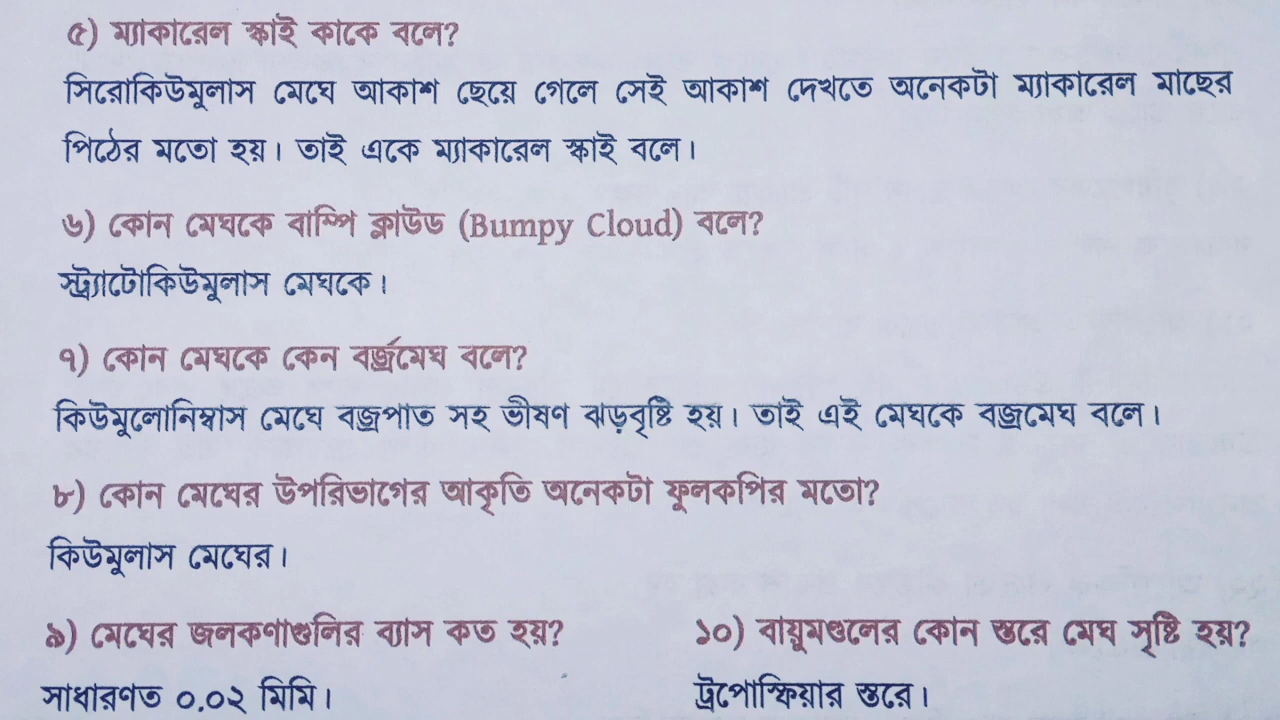 ৫) ম্যাকারেল স্কাই কাকে বলে?
সিরোকিউমুলাস মেঘে আকাশ ছেয়ে গেলে সেই আকাশ দেখতে অনেকটা ম্যাকারেল মাছের
পিঠের মতো হয়। তাই একে ম্যাকারেল স্কাই বলে।
৬) কোন মেঘকে বাম্পি ক্লাউড (Bumpy Cloud) বলে?
স্ট্র্যাটোকিউমুলাস মেঘকে।
৭) কোন মেঘকে কেন বর্জ্রমেঘ বলে?
কিউমুলোনিম্বাস মেঘে বজ্রপাত সহ ভীষণ ঝড়বৃষ্টি হয়। তাই এই মেঘকে বজ্রমেঘ বলে।
৮) কোন মেঘের উপরিভাগের আকৃতি অনেকটা ফুলকপির মতো?
কিউমুলাস মেঘের।
৯) মেঘের জলকণাগুলির ব্যাস কত হয়?
সাধারণত ০.০২ মিমি।
১০) বায়ুমণ্ডলের কোন স্তরে মেঘ সৃষ্টি হয়?
ট্রপোস্ফিয়ার স্তরে।